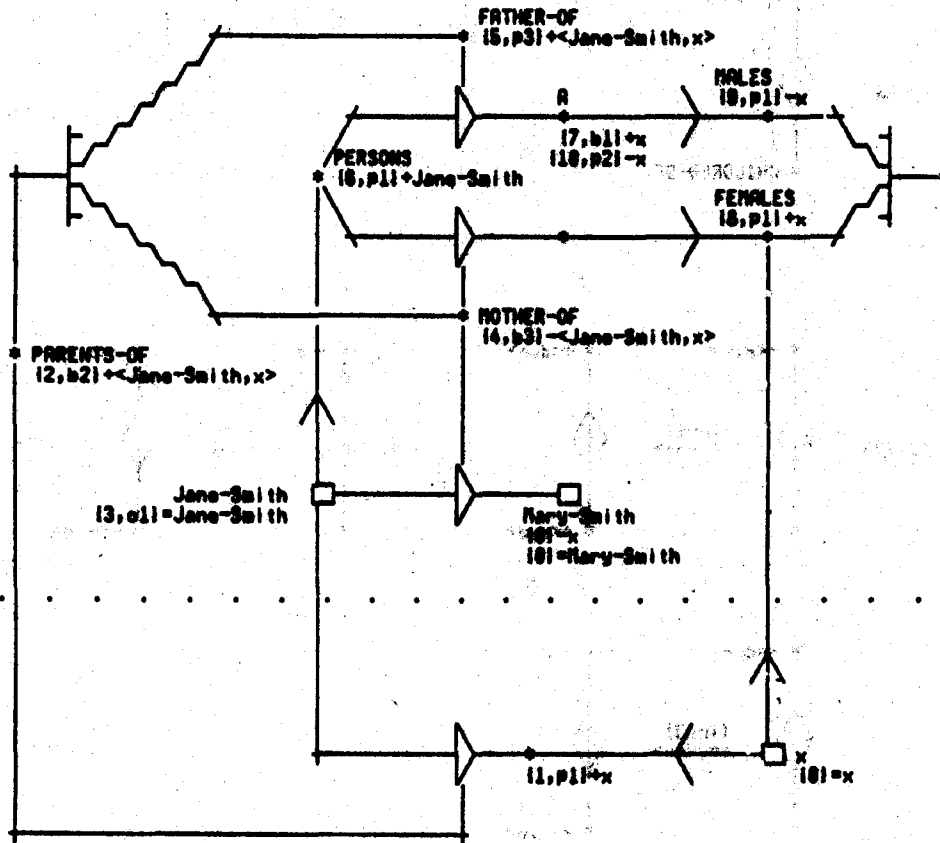 FATHER-OF
{5,p3}+<Jane-Smith,x>
MALES
{9,p1}-x
A
{7,b1}+x
{10,p2}-x
PERSONS
{6,p1}+Jane-Smith
FEMALES
{8,p1}+x
MOTHER-OF
{4,b3}-<Jane-Smith,x>
PARENTS-OF
{2,b2}+<Jane-Smith,x>
Jane-Smith
{3,e1}=Jane-Smith
Mary-Smith
{0}-x
{0}=Mary-Smith
{1,p1}+x
x
{0}=x